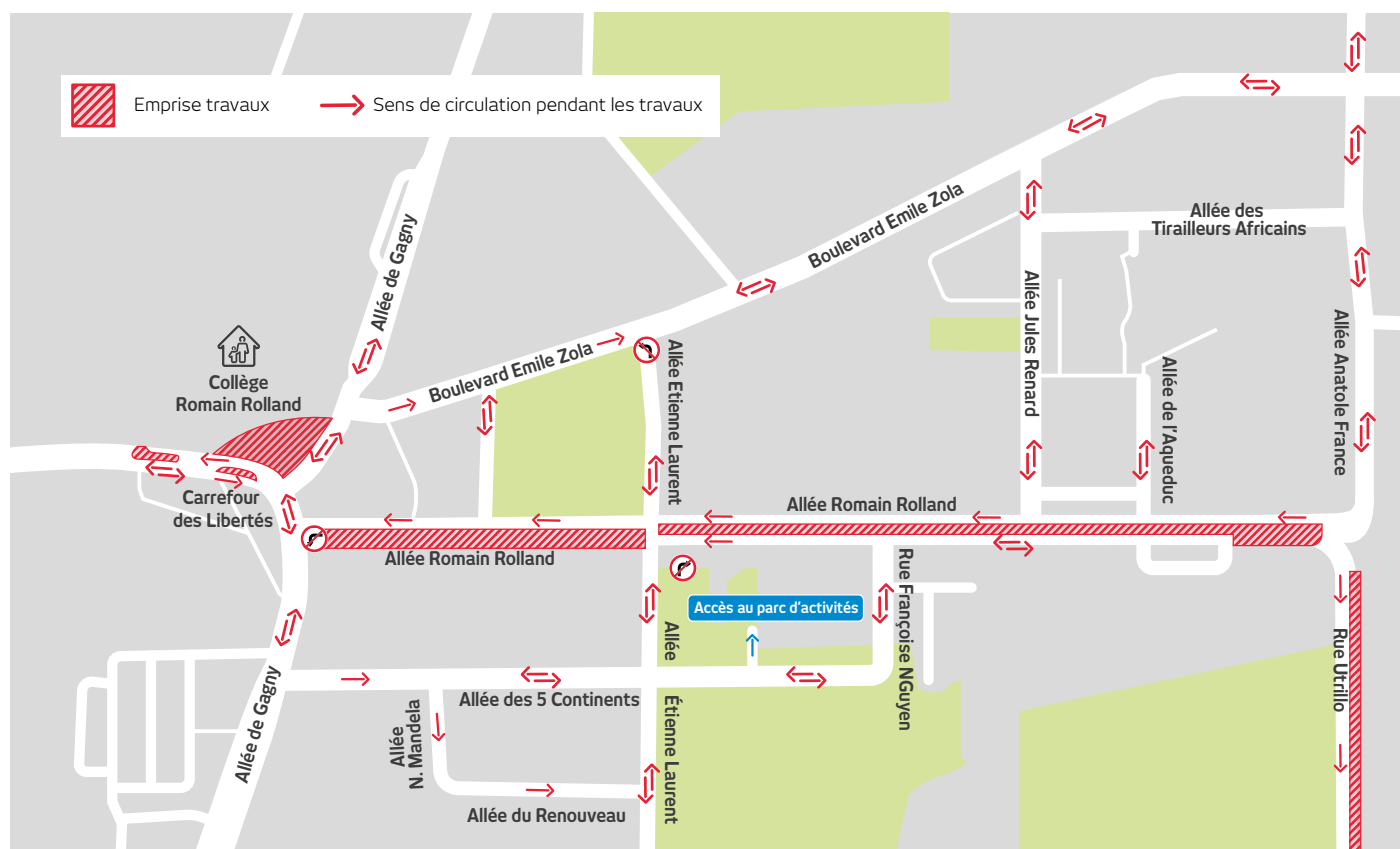 Emprise travaux
Sens de circulation pendant les travaux
Allée de Gagny
Boulevard Emile Zola
Allée des
Tirailleurs Africains
Collège
Romain Rolland
Boulevard Emile Zola
Allée Etienne Laurent
Allée Jules Renard
Allée de l'Aqueduc
Allée Anatole France
Carrefour
des Libertés
Allée Romain Rolland
Allée Romain Rolland
Accès au parc d'activités
Rue Françoise NGuyen
Allée
Étienne Laurent
Rue Utrillo
Allée de Gagny
Allée des 5 Continents
Allée
N. Mandela
Allée du Renouveau